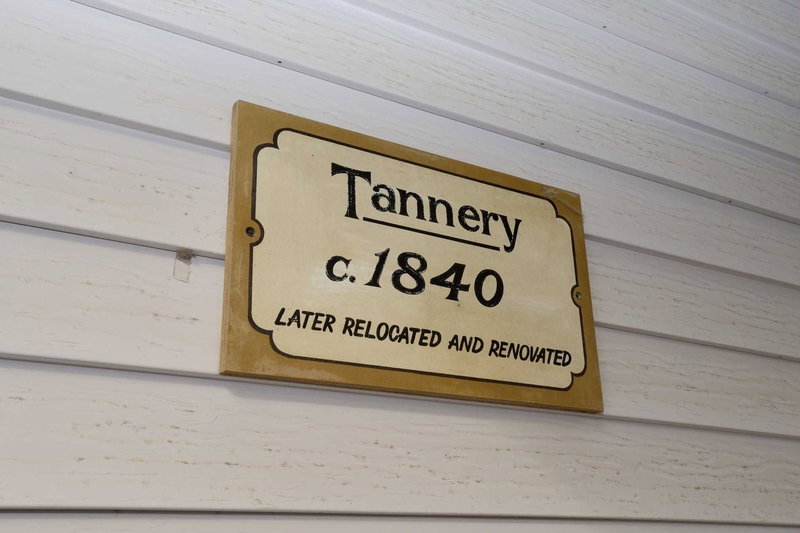 Tannery
c. 1840
LATER RELOCATED AND RENOVATED